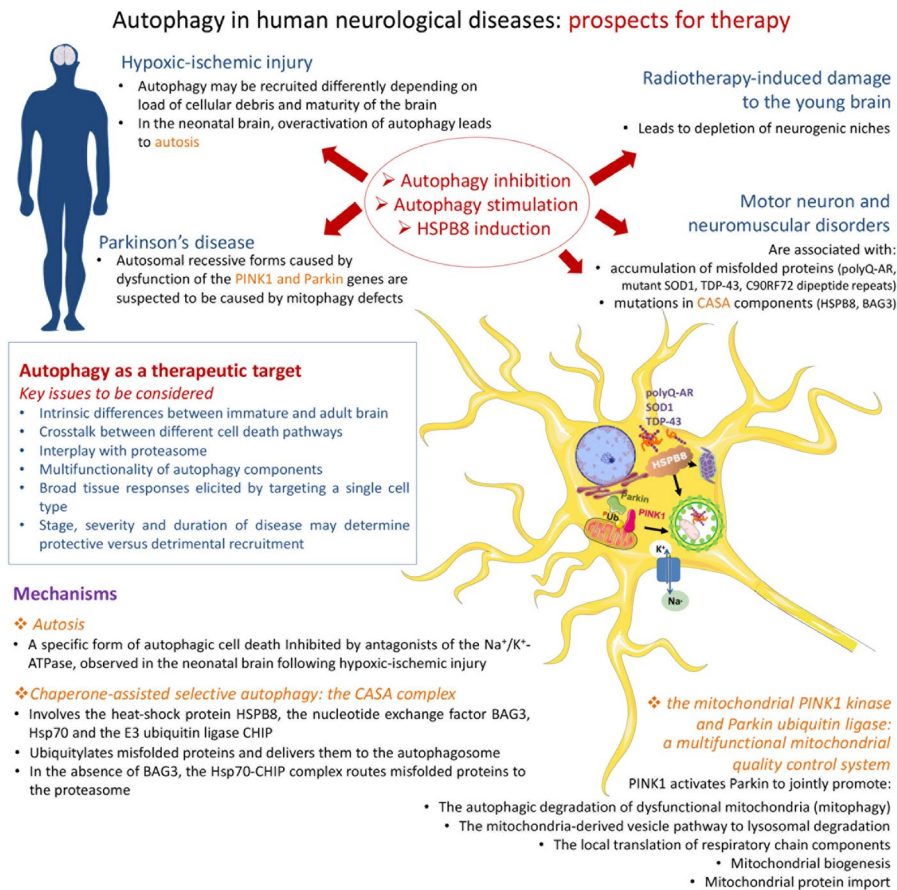 Autophagy in human neurological diseases: prospects for therapy
Hypoxic-ischemic injury
• Autophagy may be recruited differently depending on
load of cellular debris and maturity of the brain
• In the neonatal brain, overactivation of autophagy leads
to autosis
Radiotherapy-induced damage
to the young brain
• Leads to depletion of neurogenic niches
➢ Autophagy inhibition
➢ Autophagy stimulation
➢ HSPB8 induction
Parkinson's disease
• Autosomal recessive forms caused by
dysfunction of the PINK1 and Parkin genes are
suspected to be caused by mitophagy defects
Motor neuron and
neuromuscular disorders
Are associated with:
• accumulation of misfolded proteins (polyQ-AR,
mutant SOD1, TDP-43, C90RF72 dipeptide repeats)
• mutations in CASA components (HSPB8, BAG3)
Autophagy as a therapeutic target
Key issues to be considered
• Intrinsic differences between immature and adult brain
• Crosstalk between different cell death pathways
• Interplay with proteasome
• Multifunctionality of autophagy components
• Broad tissue responses elicited by targeting a single cell
type
• Stage, severity and duration of disease may determine
protective versus detrimental recruitment
polyQ-AR
SOD1
TDP-43
HSPB8
Parkin
PUb
PINK1
K⁺
Na⁺
Mechanisms
❖ Autosis
• A specific form of autophagic cell death Inhibited by antagonists of the Na⁺/K⁺-
ATPase, observed in the neonatal brain following hypoxic-ischemic injury
❖ Chaperone-assisted selective autophagy: the CASA complex
• Involves the heat-shock protein HSPB8, the nucleotide exchange factor BAG3,
Hsp70 and the E3 ubiquitin ligase CHIP
• Ubiquitylates misfolded proteins and delivers them to the autophagosome
• In the absence of BAG3, the Hsp70-CHIP complex routes misfolded proteins to
the proteasome
❖ the mitochondrial PINK1 kinase
and Parkin ubiquitin ligase:
a multifunctional mitochondrial
quality control system
PINK1 activates Parkin to jointly promote:
• The autophagic degradation of dysfunctional mitochondria (mitophagy)
• The mitochondria-derived vesicle pathway to lysosomal degradation
• The local translation of respiratory chain components
• Mitochondrial biogenesis
• Mitochondrial protein import